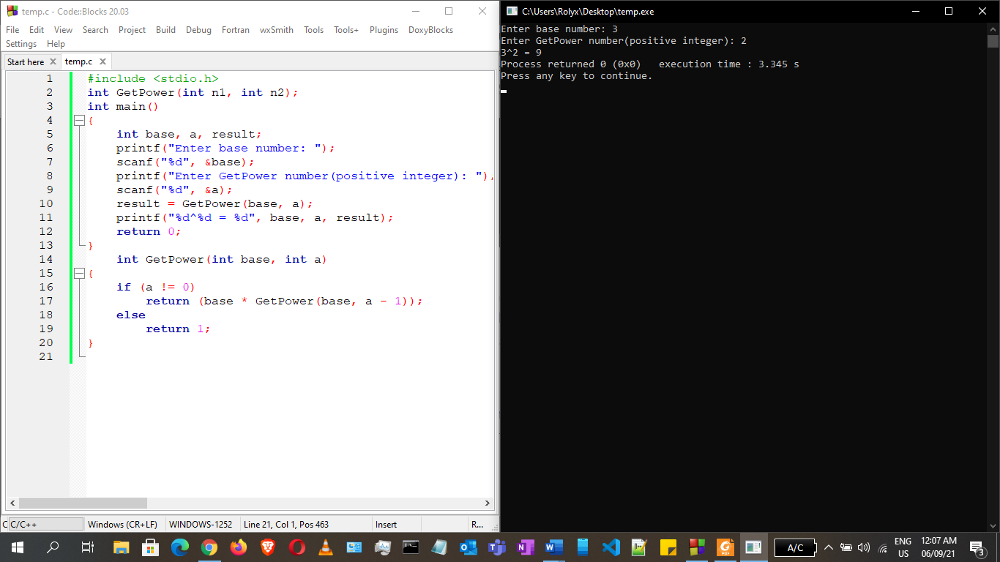 temp.c - Code::Blocks 20.03
File Edit View Search Project Build Debug Fortran wxSmith Tools Tools+ Plugins DoxyBlocks
Settings Help
Start here temp.c
1 #include <stdio.h>
2 int GetPower(int n1, int n2);
3 int main()
4 {
5 int base, a, result;
6 printf("Enter base number: ");
7 scanf("%d", &base);
8 printf("Enter GetPower number(positive integer): ")
9 scanf("%d", &a);
10 result = GetPower(base, a);
11 printf("%d^%d = %d", base, a, result);
12 return 0;
13 }
14 int GetPower(int base, int a)
15 {
16 if (a != 0)
17 return (base * GetPower(base, a - 1));
18 else
19 return 1;
20 }
21
C C/C++ Windows (CR+LF) WINDOWS-1252 Line 21, Col 1, Pos 463 Insert R...
C:\Users\Rolyx\Desktop\temp.exe
Enter base number: 3
Enter GetPower number(positive integer): 2
3^2 = 9
Process returned 0 (0x0) execution time : 3.345 s
Press any key to continue.
A/C
ENG
US
12:07 AM
06/09/21
3